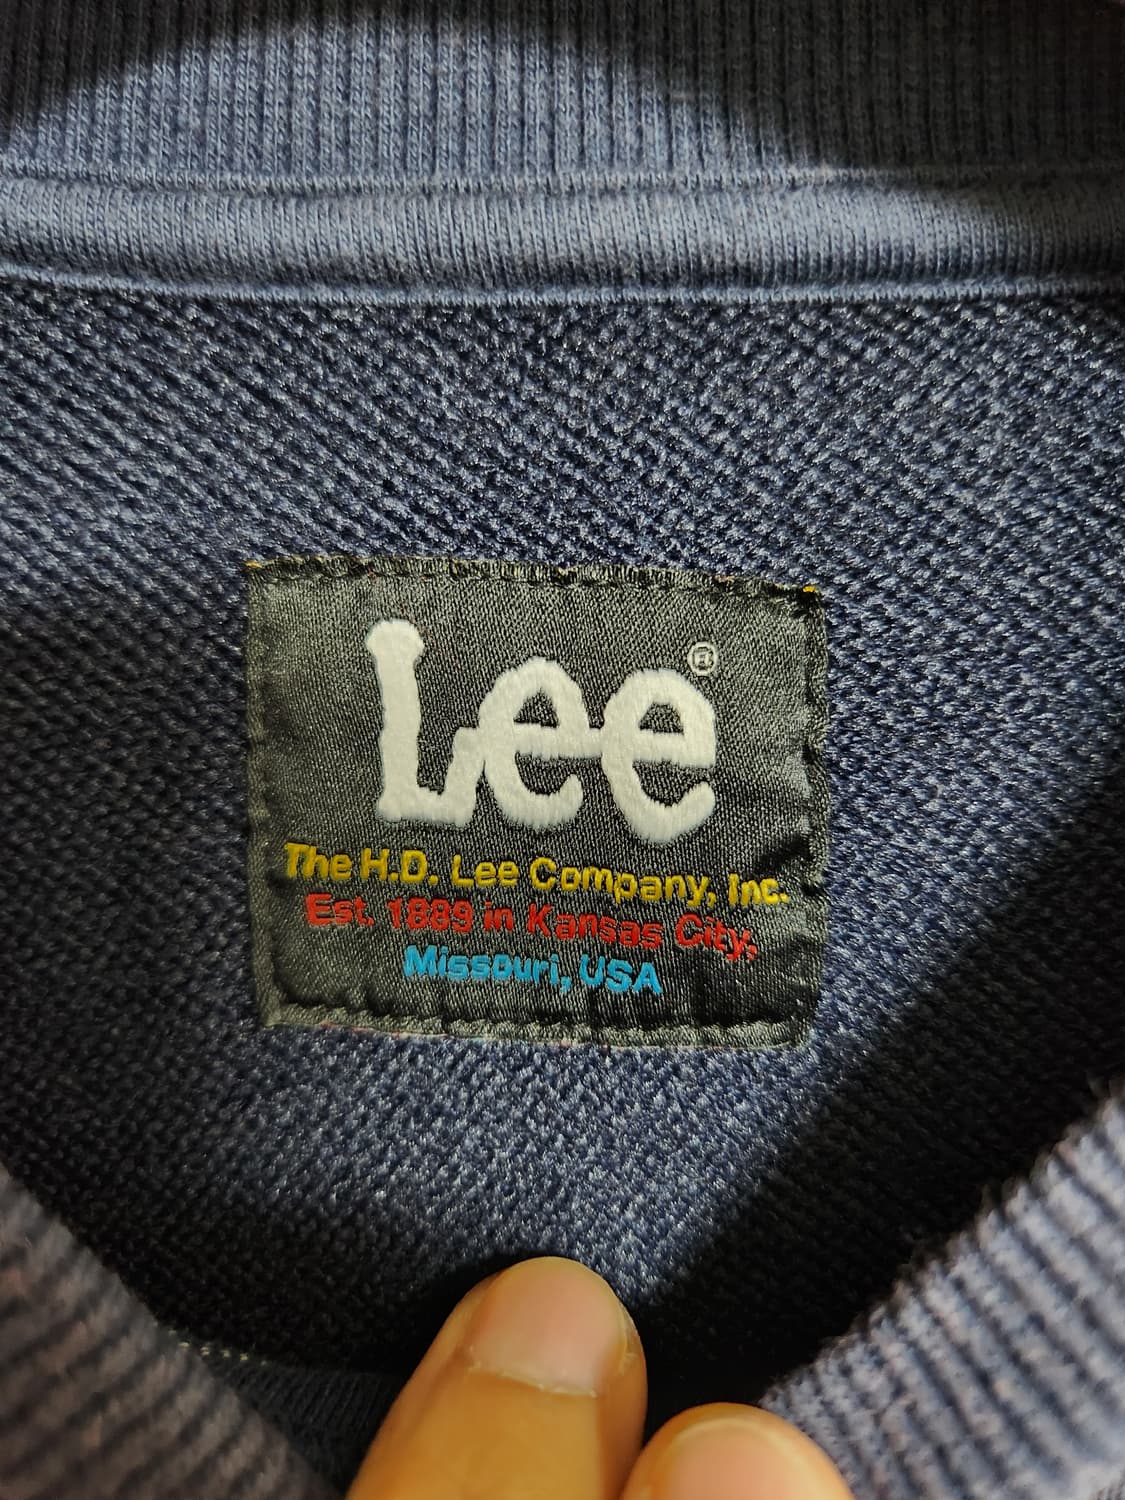 Lee®
The H.D. Lee Company, Inc.
Est. 1889 in Kansas City,
Missouri, USA